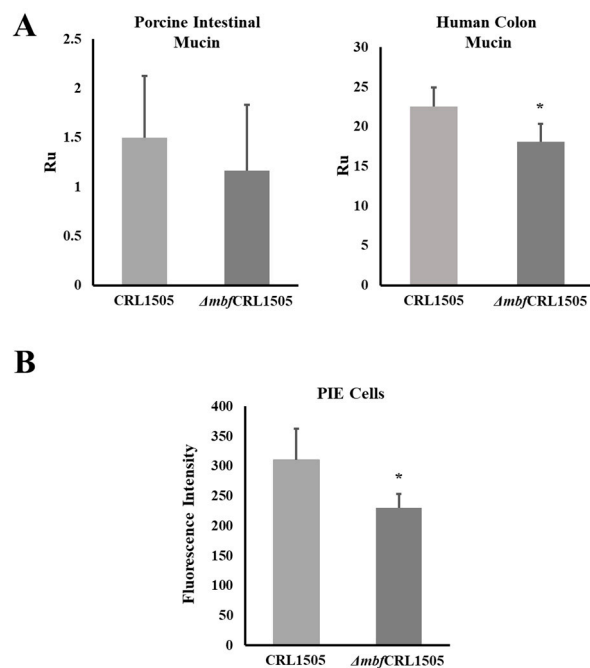 A
Porcine Intestinal
Mucin
2.5
2
1.5
1
0.5
Ru
CRL1505
ΔmbfCRL1505
Human Colon
Mucin
30
25
20
15
10
5
0
Ru
*
CRL1505
ΔmbfCRL1505
B
PIE Cells
400
350
300
250
200
150
100
50
0
Fluorescence Intensity
*
CRL1505
ΔmbfCRL1505